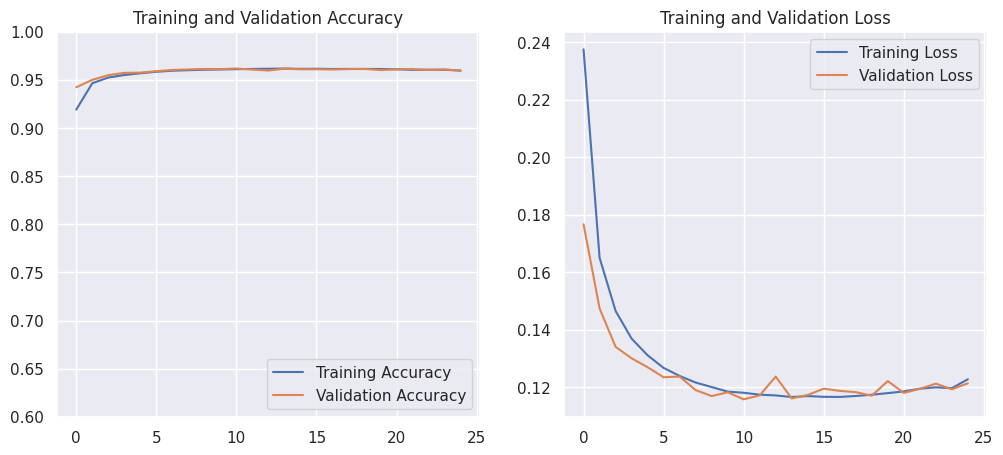 Training and Validation Accuracy
1.00
0.95
0.90
0.85
0.80
0.75
0.70
0.65
0.60
0 5 10 15 20 25
Training Accuracy
Validation Accuracy
Training and Validation Loss
0.24
0.22
0.20
0.18
0.16
0.14
0.12
0 5 10 15 20 25
Training Loss
Validation Loss